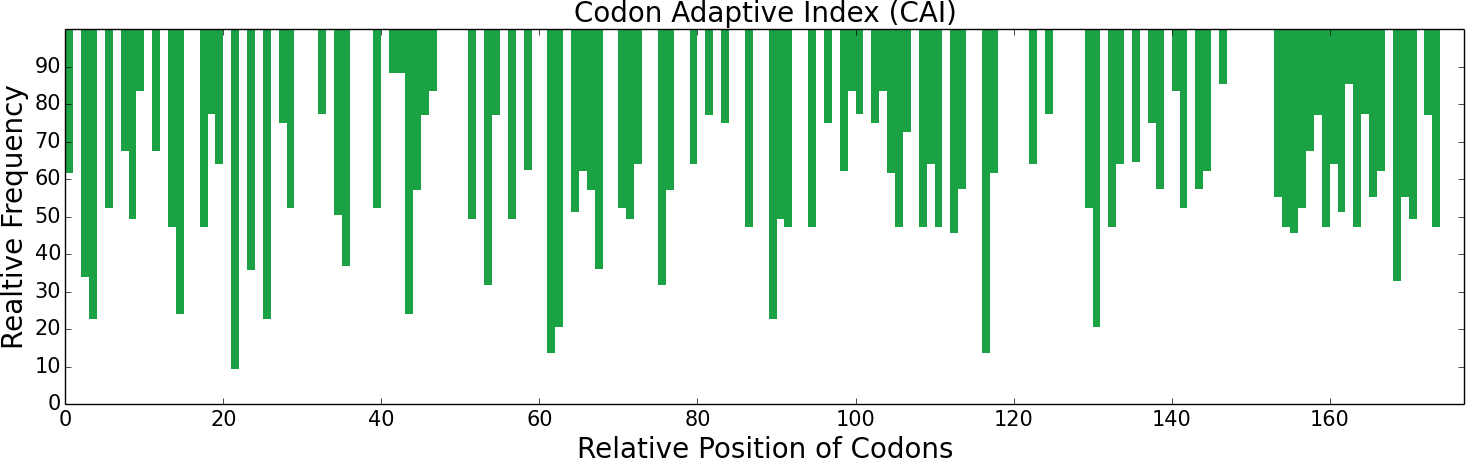 Codon Adaptive Index (CAI)
Realtive Frequency
90
80
70
60
50
40
30
20
10
0
0 20 40 60 80 100 120 140 160
Relative Position of Codons